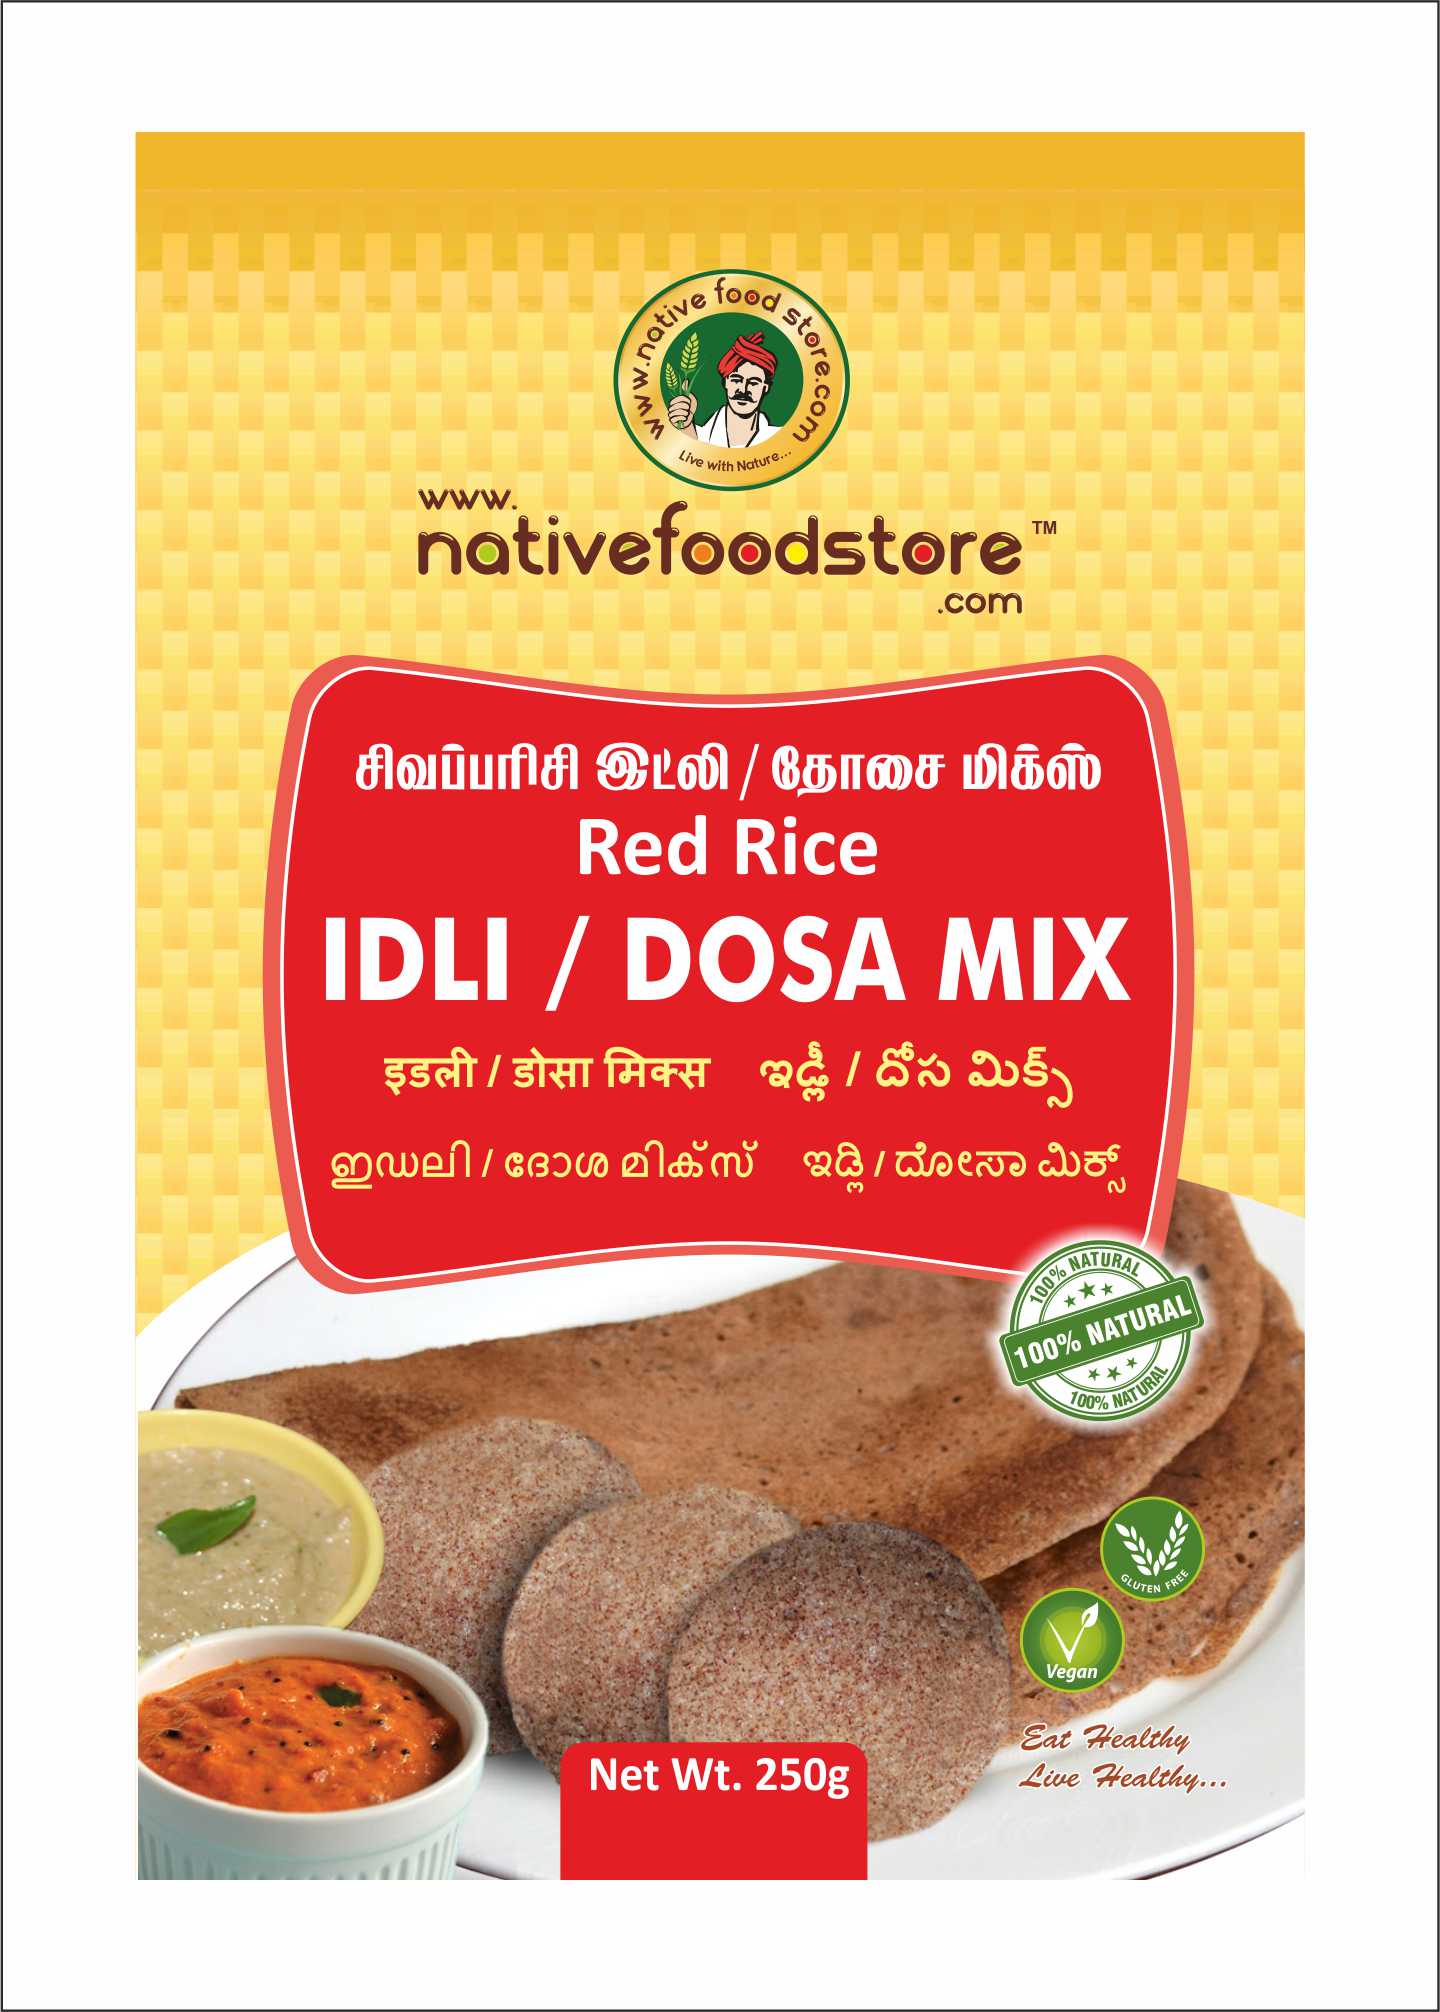 www.native food store.com
Live with Nature...
www.
nativefoodstore™
.com
சிவப்பரிசி இட்லி / தோசை மிக்ஸ்
Red Rice
IDLI / DOSA MIX
इडली / डोसा मिक्स ఇడ్లీ / దోస మిక్స్
ഇഡലി / ദോശ മിക്സ് ಇಡ್ಲಿ / ದೋಸಾ ಮಿಕ್ಸ್
100% NATURAL
100% NATURAL
100% NATURAL
GLUTEN FREE
Vegan
Eat Healthy
Live Healthy...
Net Wt. 250g